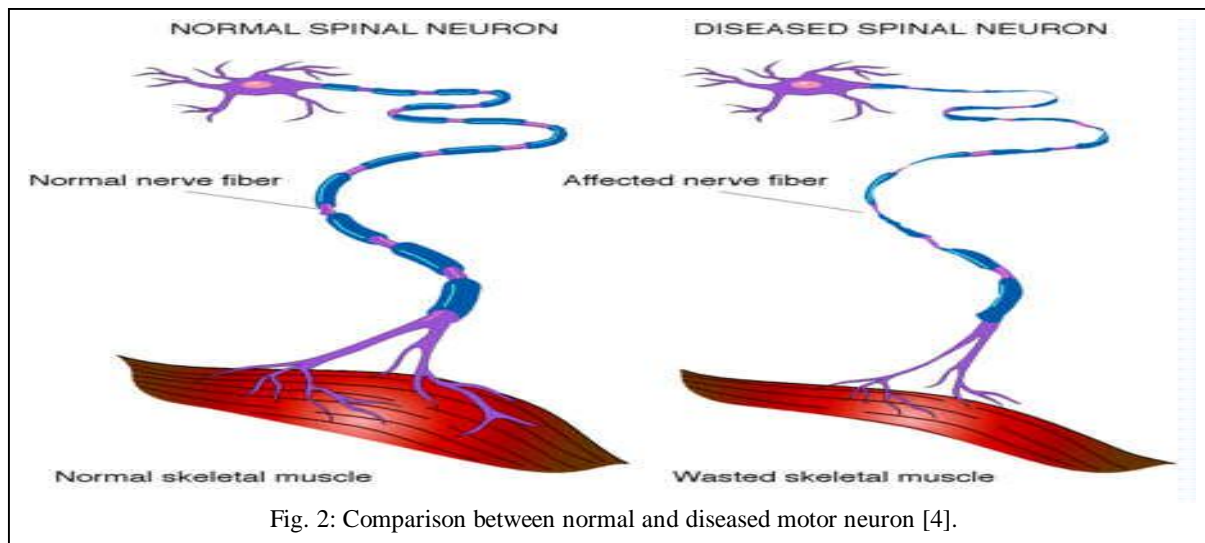 NORMAL SPINAL NEURON
DISEASED SPINAL NEURON
Normal nerve fiber
Affected nerve fiber
Normal skeletal muscle
Wasted skeletal muscle
Fig. 2: Comparison between normal and diseased motor neuron [4].